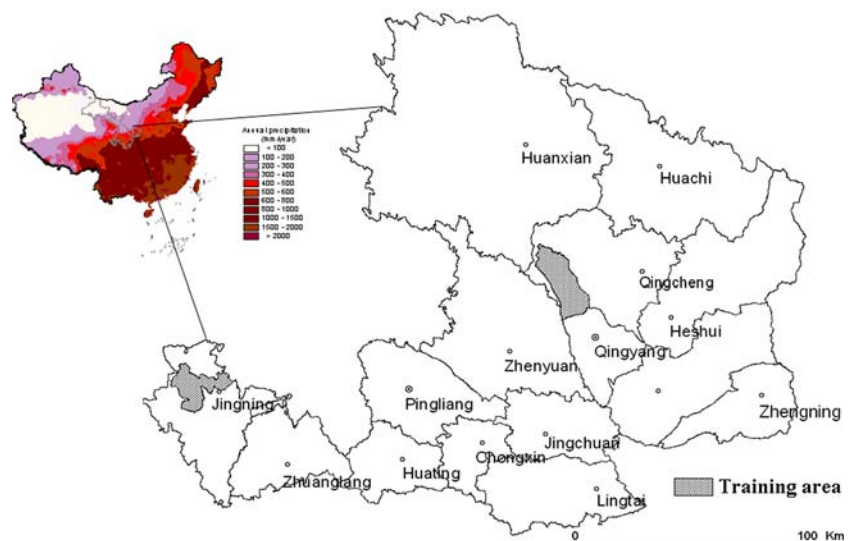 Annual precipitation
(mm/year)
< 100
100 - 200
200 - 300
300 - 400
400 - 500
500 - 600
600 - 800
800 - 1000
1000 - 1500
1500 - 2000
> 2000
Huanxian
Huachi
Qingcheng
Heshui
Qingyang
Zhenyuan
Jingning
Pingliang
Zhengning
Jingchuan
Chongxin
Huating
Zhuanglang
Lingtai
Training area
0
100 Km